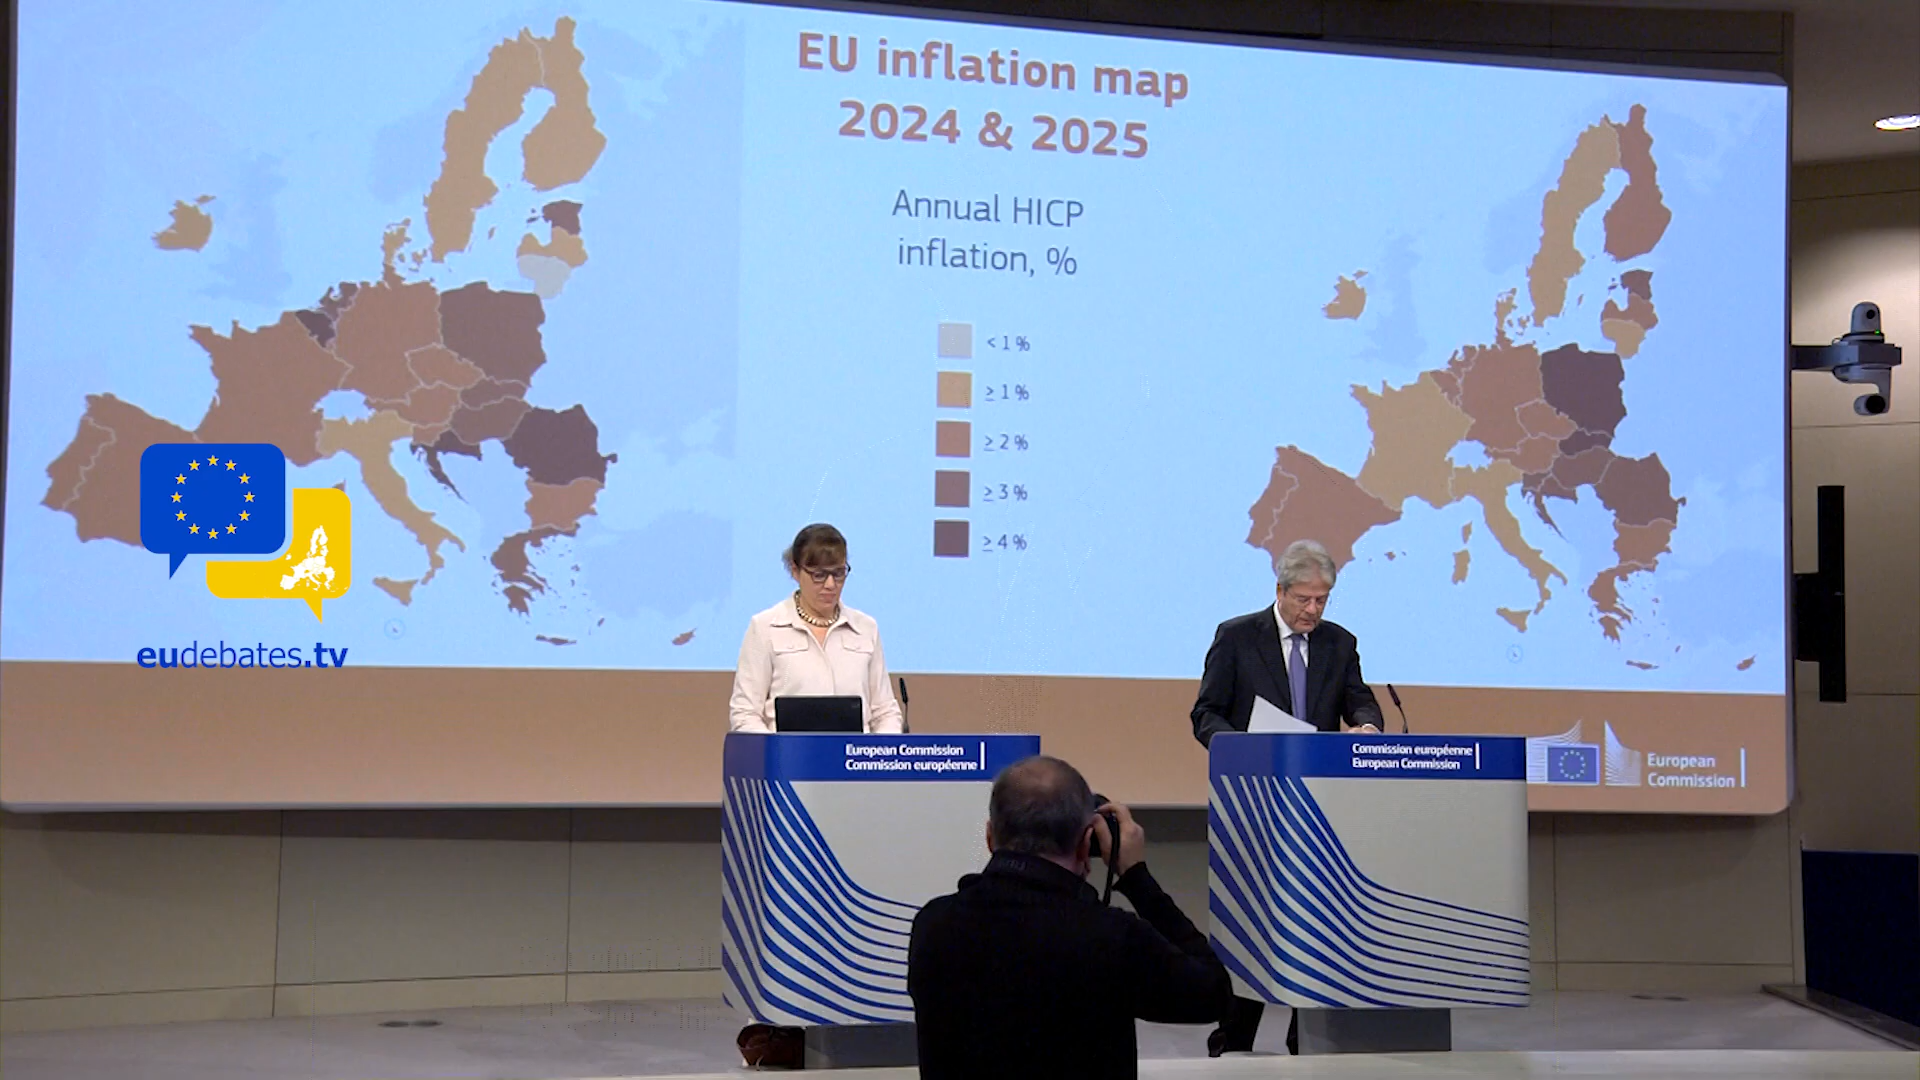 EU inflation map
2024 & 2025
Annual HICP
inflation, %
< 1 %
≥ 1 %
≥ 2 %
≥ 3 %
≥ 4 %
eudebates.tv
European Commission
Commission européenne
Commission européenne
European Commission
European
Commission